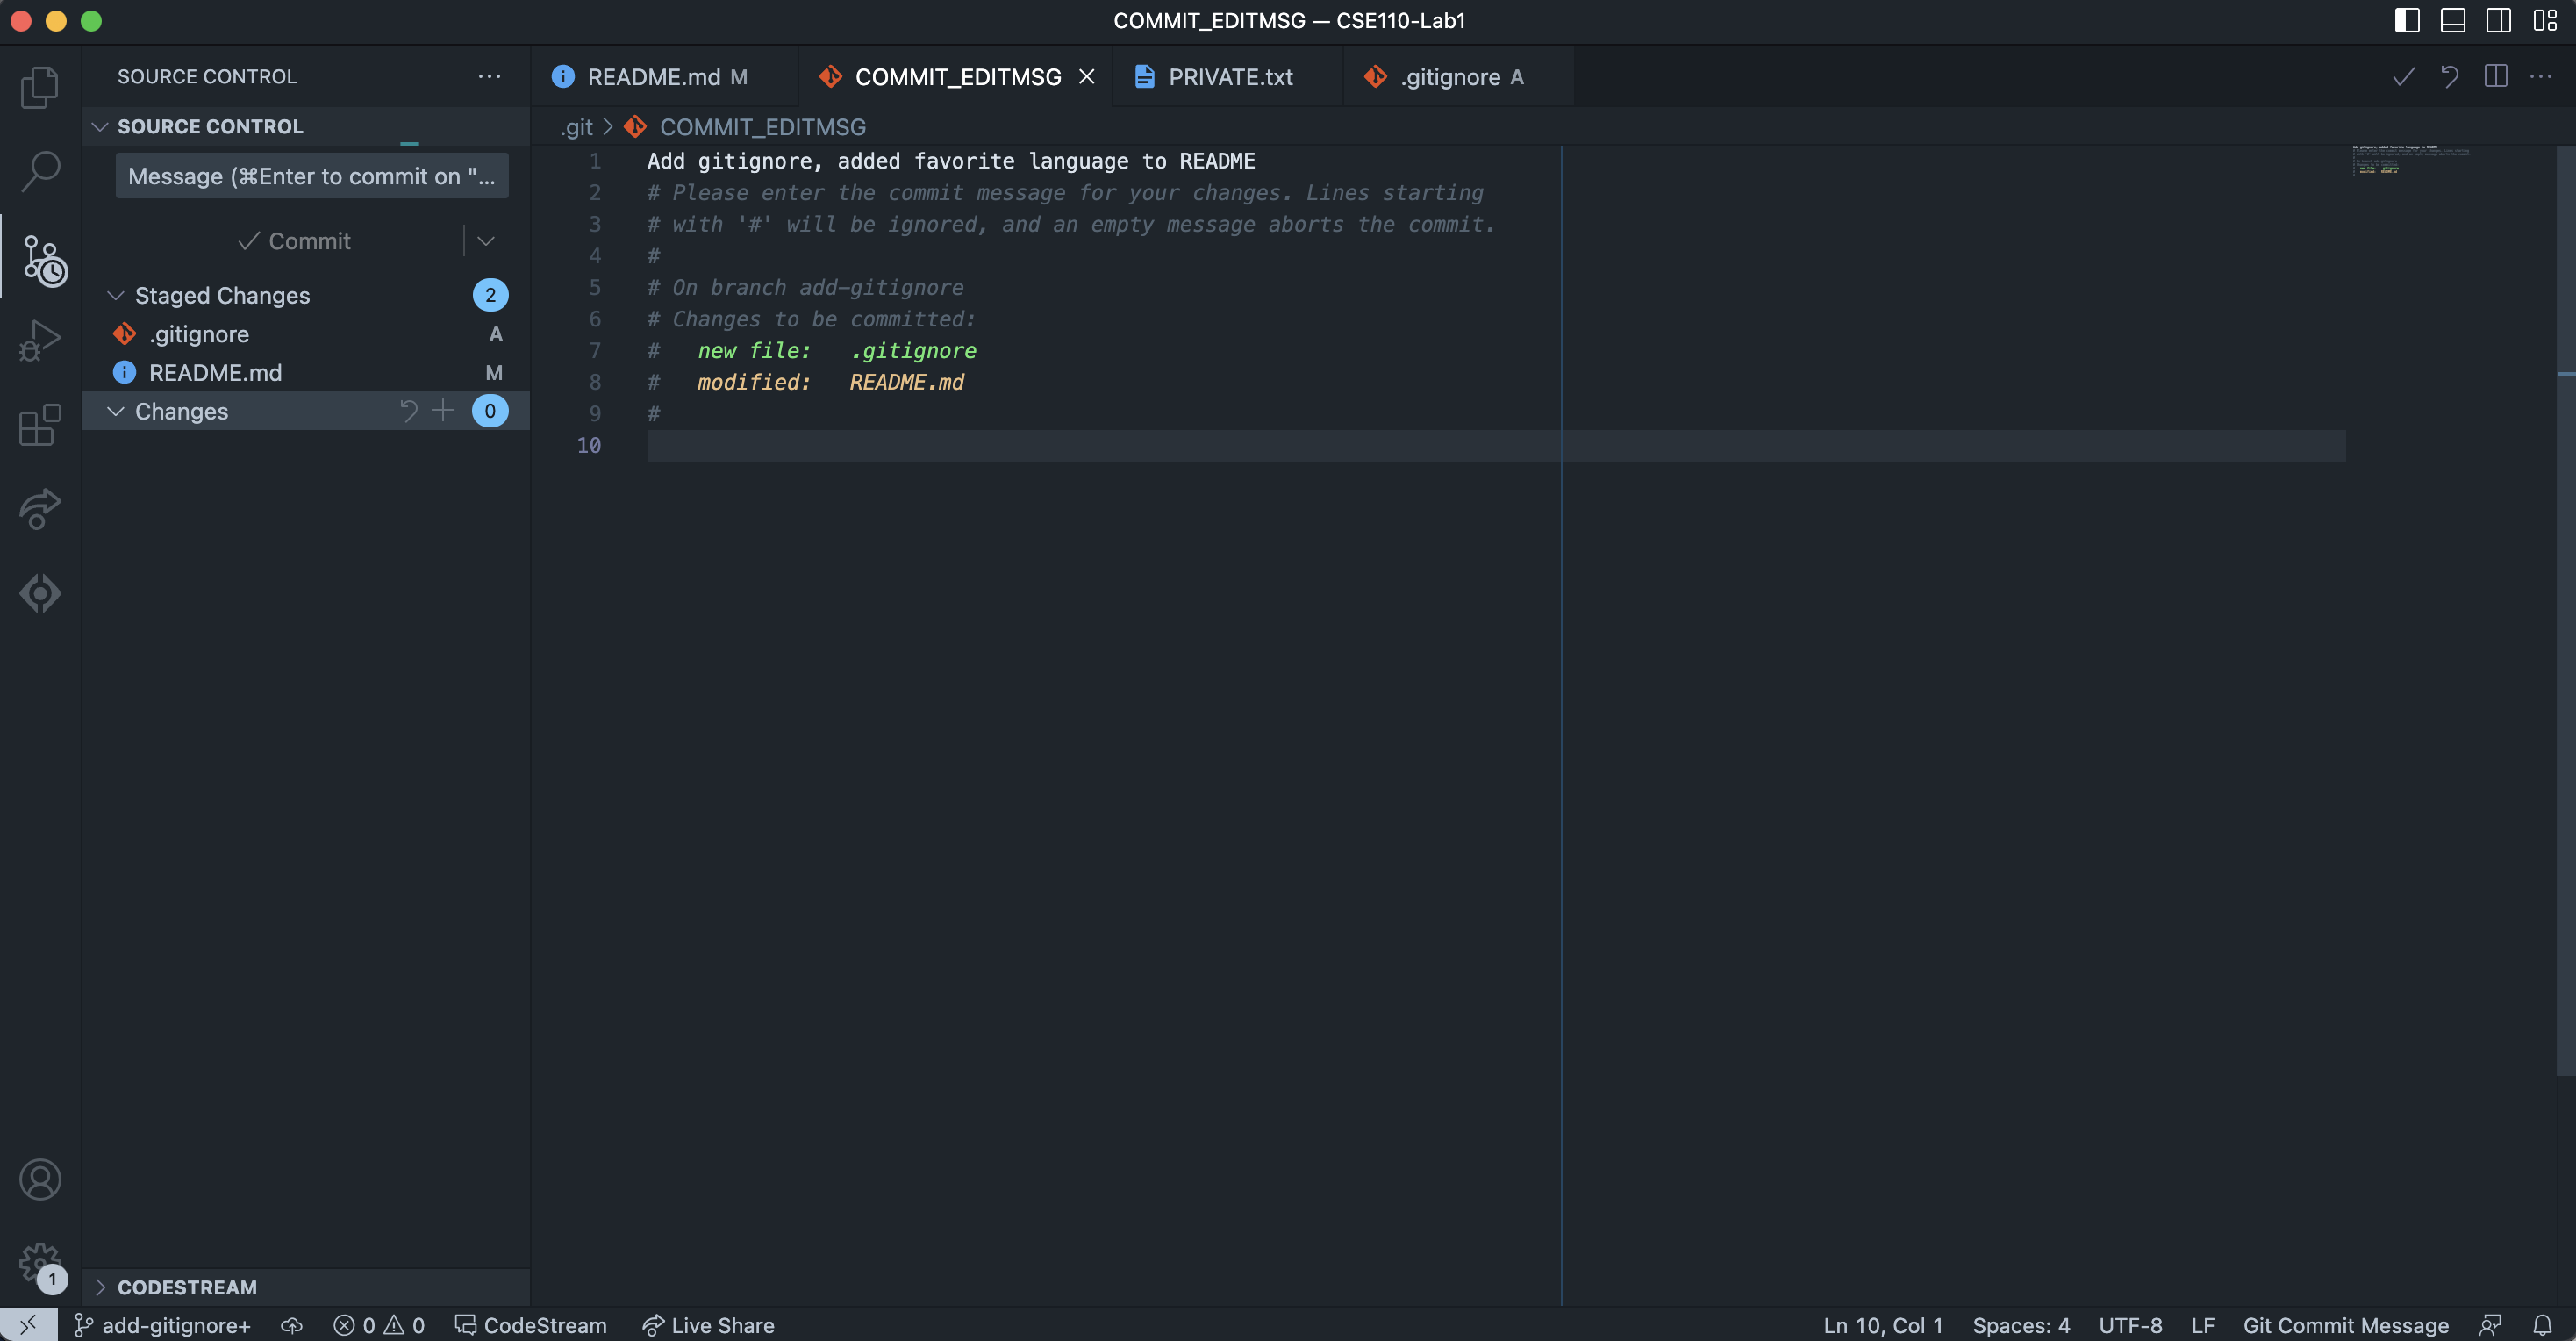 COMMIT_EDITMSG — CSE110-Lab1
SOURCE CONTROL
README.md M
COMMIT_EDITMSG
PRIVATE.txt
.gitignore A
SOURCE CONTROL
.git > COMMIT_EDITMSG
Message (⌘Enter to commit on "...
Commit
Staged Changes 2
.gitignore A
README.md M
Changes 0
1 Add gitignore, added favorite language to README
2 # Please enter the commit message for your changes. Lines starting
3 # with '#' will be ignored, and an empty message aborts the commit.
4 #
5 # On branch add-gitignore
6 # Changes to be committed:
7 # new file: .gitignore
8 # modified: README.md
9 #
10
1
CODESTREAM
add-gitignore+ 0 0 CodeStream Live Share Ln 10, Col 1 Spaces: 4 UTF-8 LF Git Commit Message